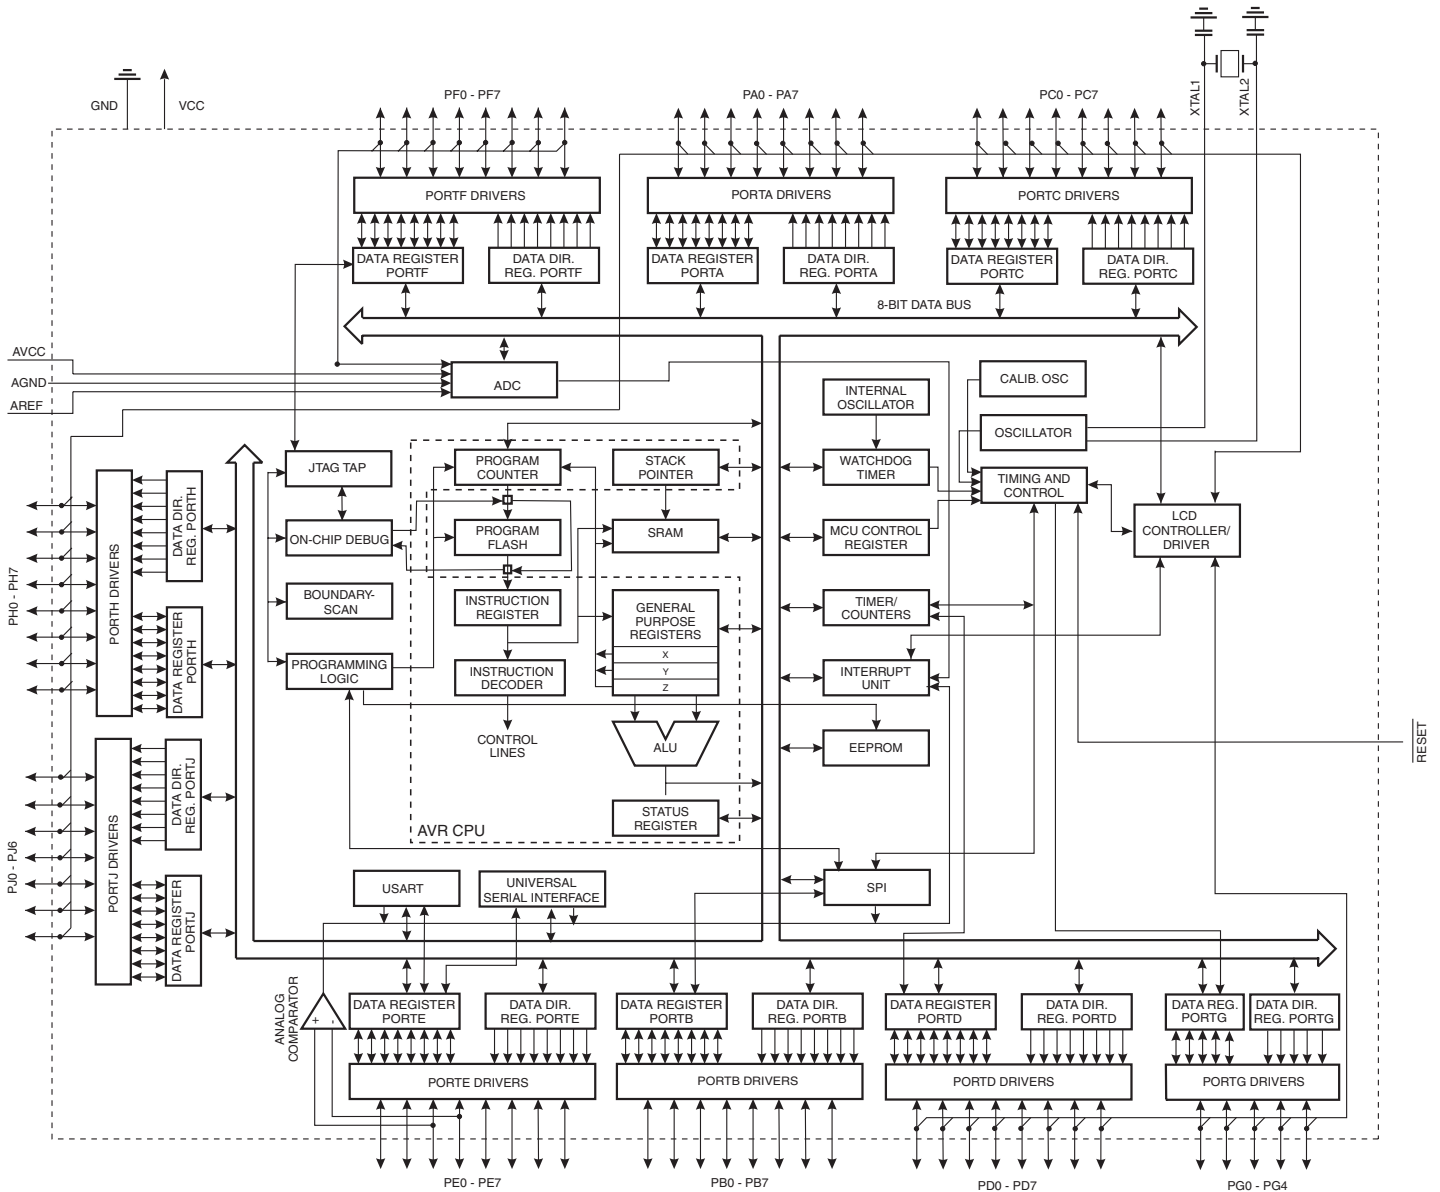 XTAL1
XTAL2
GND
VCC
PF0 - PF7
PA0 - PA7
PC0 - PC7
PORTF DRIVERS
PORTA DRIVERS
PORTC DRIVERS
DATA REGISTER
PORTF
DATA DIR.
REG. PORTF
DATA REGISTER
PORTA
DATA DIR.
REG. PORTA
DATA REGISTER
PORTC
DATA DIR.
REG. PORTC
8-BIT DATA BUS
AVCC
AGND
AREF
ADC
INTERNAL
OSCILLATOR
CALIB. OSC
OSCILLATOR
JTAG TAP
PROGRAM
COUNTER
STACK
POINTER
WATCHDOG
TIMER
TIMING AND
CONTROL
ON-CHIP DEBUG
PROGRAM
FLASH
SRAM
MCU CONTROL
REGISTER
LCD
CONTROLLER/
DRIVER
BOUNDARY-
SCAN
INSTRUCTION
REGISTER
GENERAL
PURPOSE
REGISTERS
X
Y
Z
TIMER/
COUNTERS
PROGRAMMING
LOGIC
INSTRUCTION
DECODER
INTERRUPT
UNIT
CONTROL
LINES
ALU
EEPROM
RESET
STATUS
REGISTER
AVR CPU
PH0 - PH7
PORTH DRIVERS
DATA DIR.
REG. PORTH
DATA REGISTER
PORTH
PJ0 - PJ6
PORTJ DRIVERS
DATA DIR.
REG. PORTJ
DATA REGISTER
PORTJ
USART
UNIVERSAL
SERIAL INTERFACE
SPI
ANALOG
COMPARATOR
+
-
DATA REGISTER
PORTE
DATA DIR.
REG. PORTE
DATA REGISTER
PORTB
DATA DIR.
REG. PORTB
DATA REGISTER
PORTD
DATA DIR.
REG. PORTD
DATA REG.
PORTG
DATA DIR.
REG. PORTG
PORTE DRIVERS
PORTB DRIVERS
PORTD DRIVERS
PORTG DRIVERS
PE0 - PE7
PB0 - PB7
PD0 - PD7
PG0 - PG4